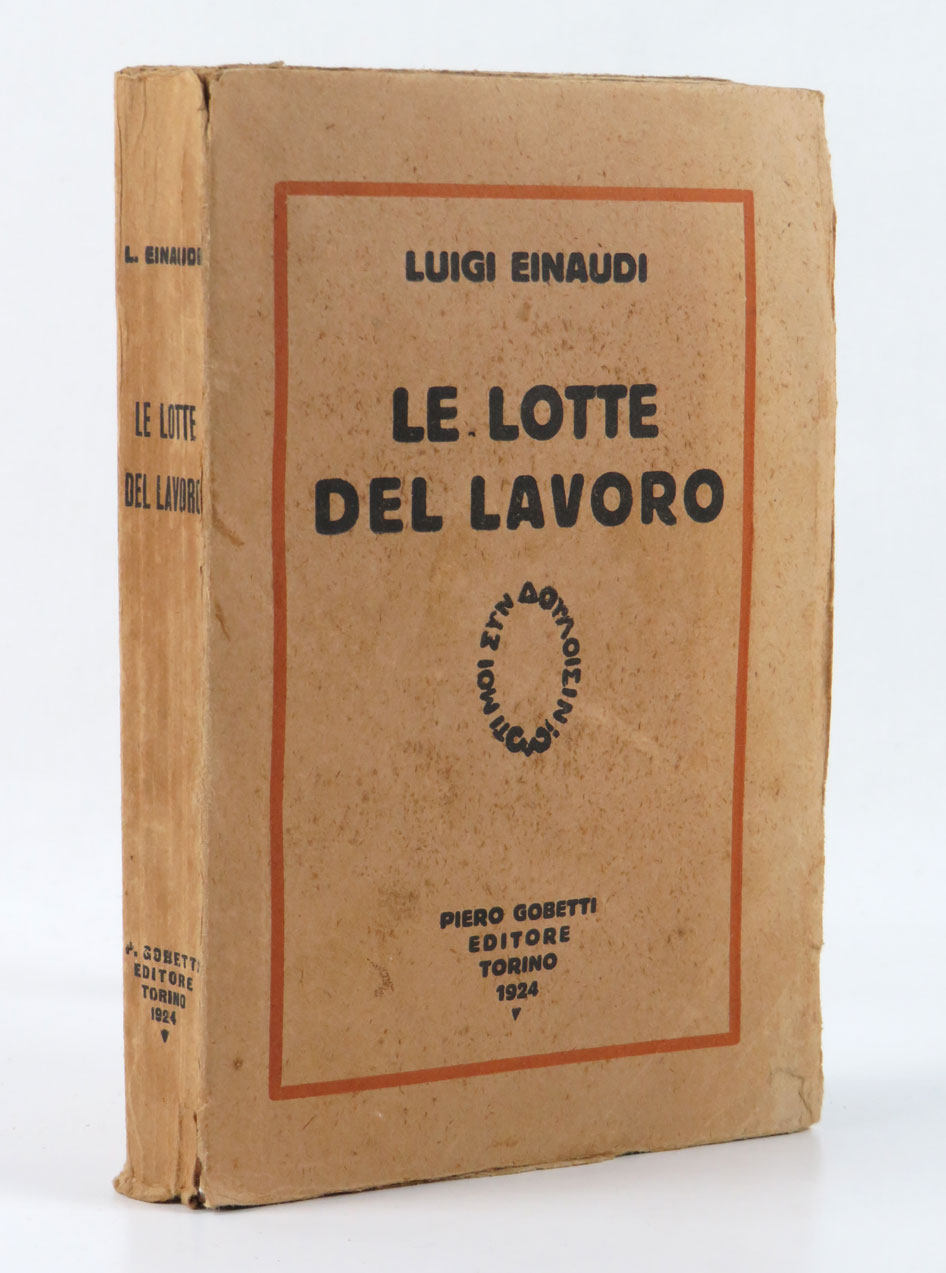 L. EINAUDI
LE LOTTE
DEL LAVORO
P. GOBETTI
EDITORE
TORINO
1924
LUIGI EINAUDI
LE LOTTE
DEL LAVORO
ΤΙ ΜΟΙ ΣΥΝ ΔΟΥΛΟΙΣΙΝ;
PIERO GOBETTI
EDITORE
TORINO
1924